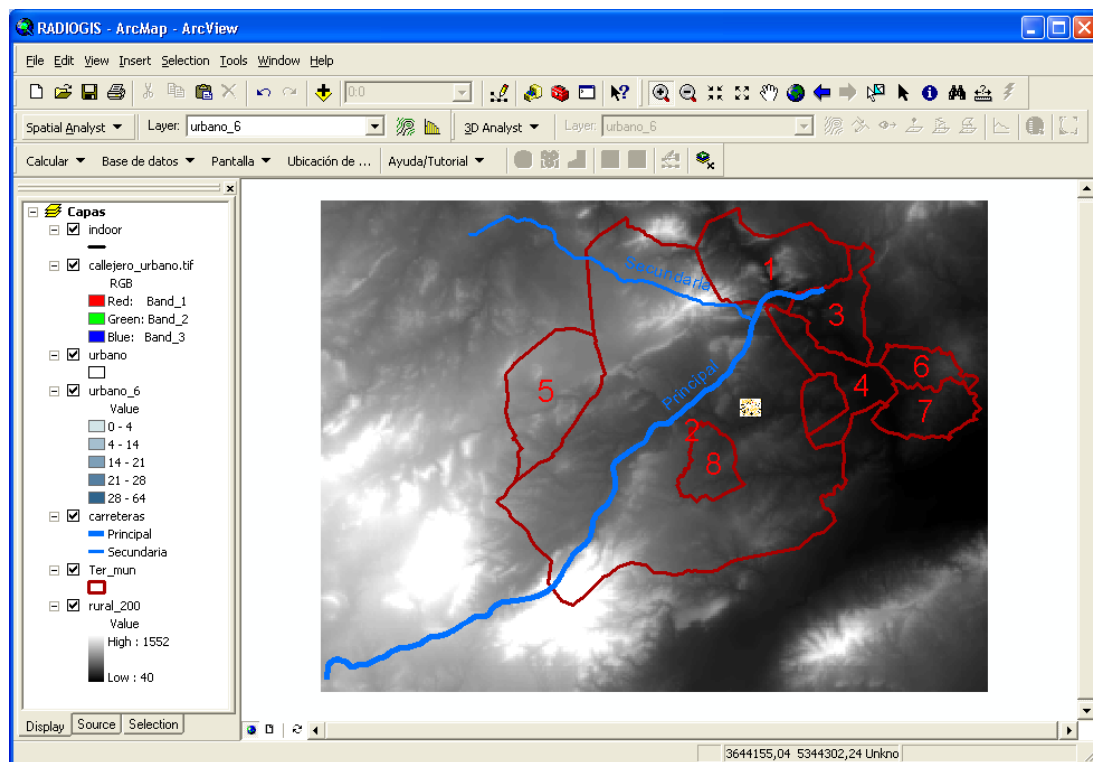 RADIOGIS - ArcMap - ArcView
File Edit View Insert Selection Tools Window Help
0:0
Spatial Analyst Layer: urbano_6 3D Analyst Layer: urbano_6
Calcular Base de datos Pantalla Ubicación de ... Ayuda/Tutorial
Capas
indoor
callejero_urbano.tif
RGB
Red: Band_1
Green: Band_2
Blue: Band_3
urbano
urbano_6
Value
0 - 4
4 - 14
14 - 21
21 - 28
28 - 64
carreteras
Principal
Secundaria
Ter_mun
rural_200
Value
High : 1552
Low : 40
Display Source Selection
Secundaria
1
3
6
5
4
Principal
7
2
8
3644155,04 5344302,24 Unkno